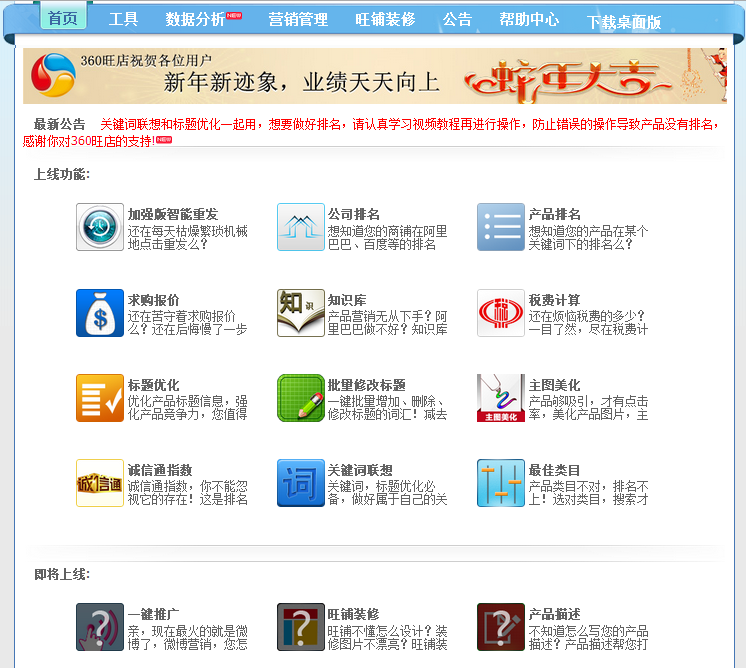 首页 工具 数据分析 NEW 营销管理 旺铺装修 公告 帮助中心 下载桌面版
360旺店祝贺各位用户
新年新迹象，业绩天天向上
蛇年大吉
最新公告 关键词联想和标题优化一起用，想要做好排名，请认真学习视频教程再进行操作，防止错误的操作导致产品没有排名，
感谢你对360旺店的支持! NEW
上线功能:
加强版智能重发
还在每天枯燥繁琐机械
地点击重发么？
公司排名
想知道您的商铺在阿里
巴巴、百度等的排名
产品排名
想知道您的产品在某个
关键词下的排名么？
求购报价
还在苦守着求购报价
么？还在后悔慢了一步
知识
知识库
产品营销无从下手？阿
里巴巴做不好？知识库
税
税费计算
还在烦恼税费的多少？
一目了然，尽在税费计
标题优化
优化产品标题信息，强
化产品竞争力，您值得
批量修改标题
一键批量增加、删除、
修改标题的词汇！减去
主图美化
主图美化
产品够吸引，才有点击
率，美化产品图片，主
诚信通
诚信通指数
诚信通指数，你不能忽
视它的存在！这是排名
词
关键词联想
关键词，标题优化必
备，做好属于自己的关
最佳类目
产品类目不对，排名不
上！选对类目，搜索才
即将上线:
?
一键推广
亲，现在最火的就是微
博了，微博营销，您怎
?
旺铺装修
旺铺不懂怎么设计？装
修图片不漂亮？旺铺装
?
产品描述
不知道怎么写您的产品
描述？产品描述帮您打